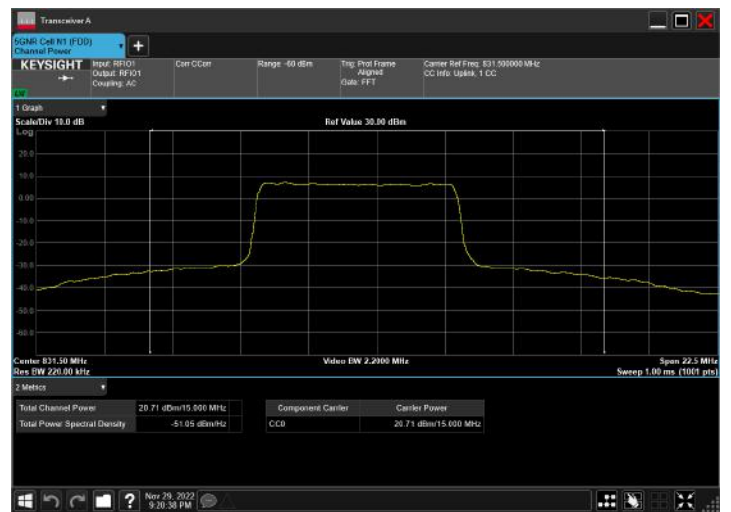 Transceiver A
5GNR Cell N1 (FDD)
Channel Power
+
KEYSIGHT
Input: RFIO1
Output: RFIO1
Coupling: AC
Corr CCorr
Range -60 dBm
Trig: Prot Frame
Aligned
Gate: FFT
Carrier Ref Freq: 831.500000 MHz
CC Info: Uplink, 1 CC
1 Graph
Scale/Div 10.0 dB
Ref Value 30.00 dBm
Log
20.0
10.0
0.00
-10.0
-20.0
-30.0
-40.0
-50.0
-60.0
Center 831.50 MHz
Video BW 2.2000 MHz
Span 22.5 MHz
Res BW 220.00 kHz
Sweep 1.00 ms (1001 pts)
2 Metrics
Total Channel Power 20.71 dBm/15.000 MHz
Total Power Spectral Density -51.05 dBm/Hz
Component Carrier Carrier Power
CC0 20.71 dBm/15.000 MHz
?
Nov 29, 2022
9:20:38 PM